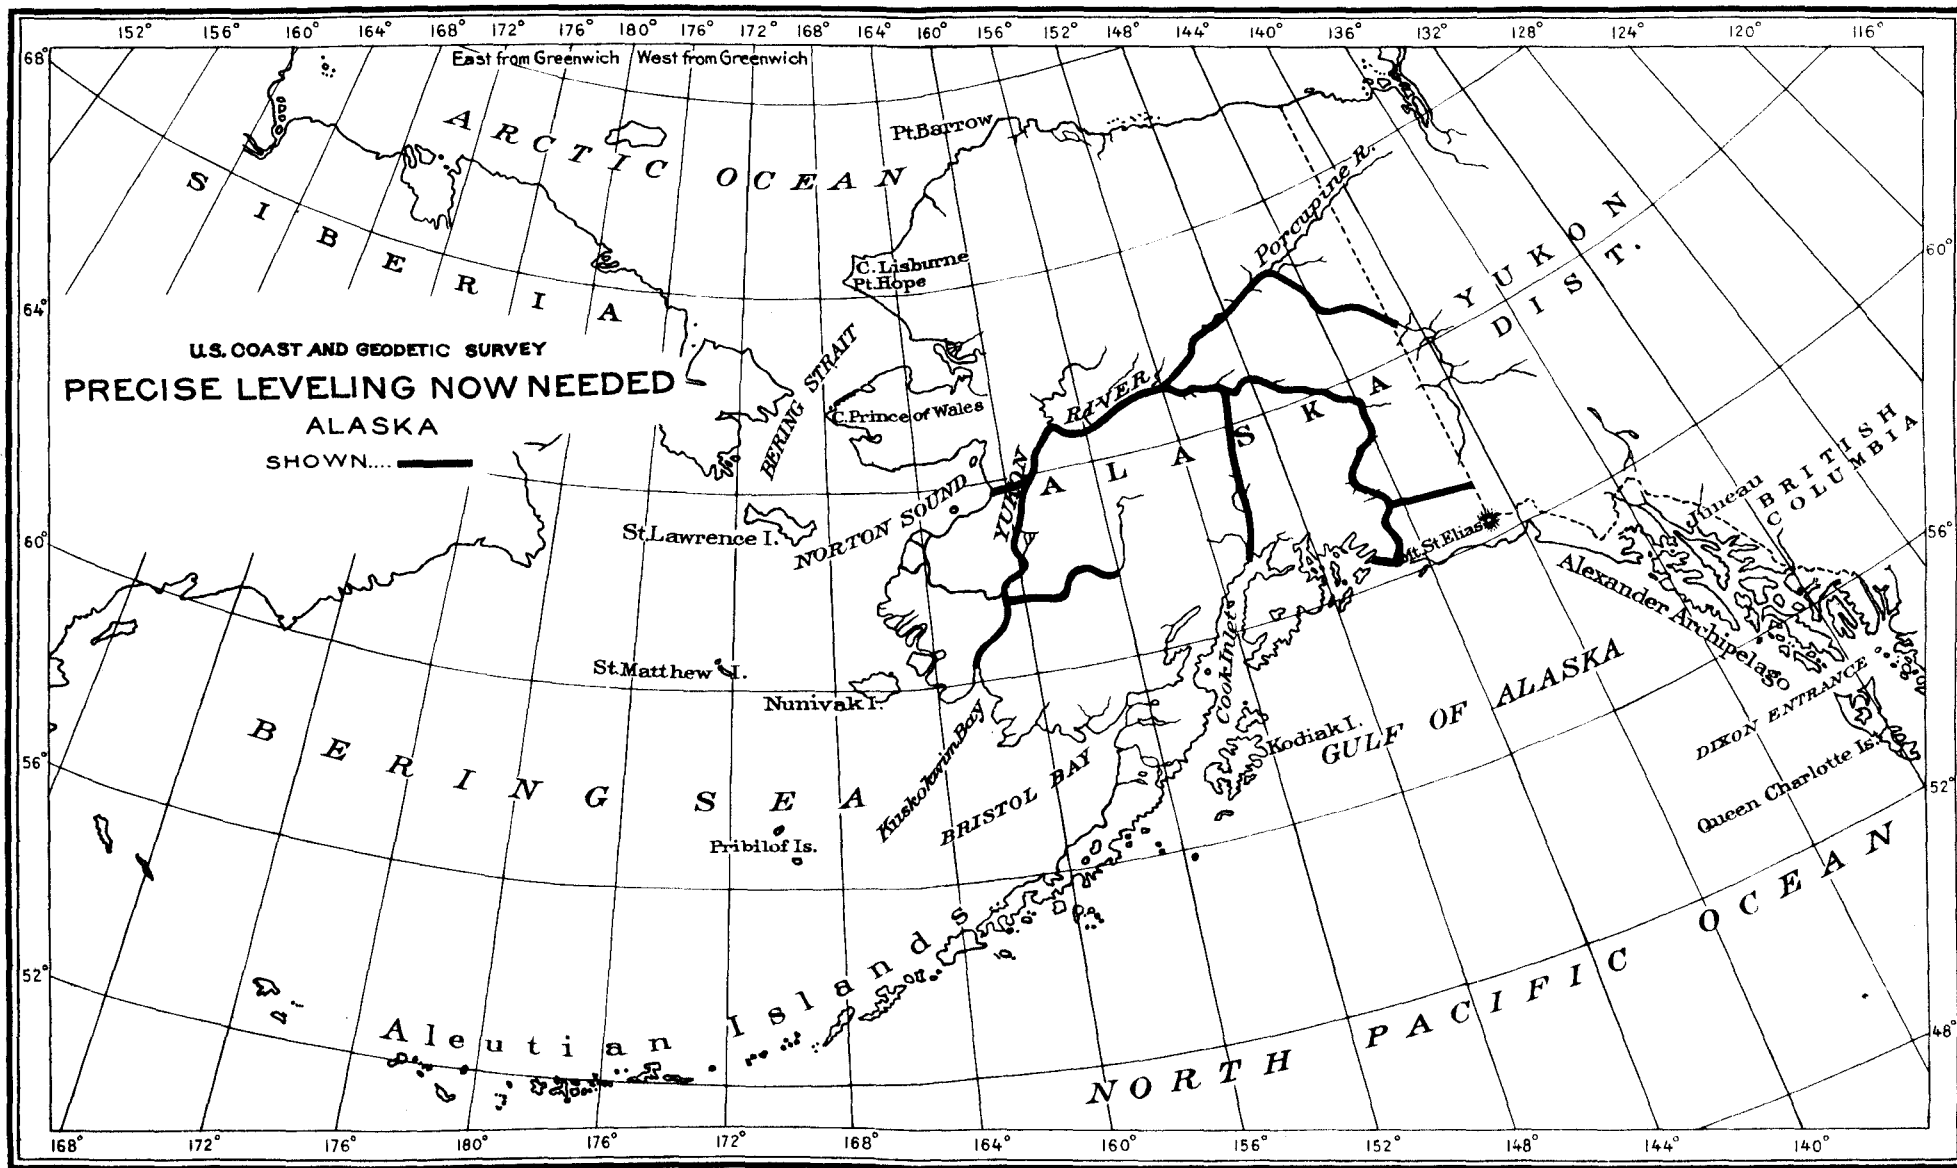 152° 156° 160° 164° 168° 172° 176° 180° 176° 172° 168° 164° 160° 156° 152° 148° 144° 140° 136° 132° 128° 124° 120° 116°
68°
East from Greenwich West from Greenwich
ARCTIC OCEAN
Pt.Barrow
SIBERIA
Porcupine R.
YUKON
DIST.
60°
C.Lisburne
Pt.Hope
64°
U.S. COAST AND GEODETIC SURVEY
PRECISE LEVELING NOW NEEDED
ALASKA
SHOWN....
BERING STRAIT
C.Prince of Wales
YUKON RIVER
ALASKA
BRITISH
COLUMBIA
Juneau
NORTON SOUND
St.Lawrence I.
Mt.St.Elias
56°
60°
Alexander Archipelago
St.Matthew I.
Nunivak I.
Cook Inlet
Kodiak I.
GULF OF ALASKA
DIXON ENTRANCE
Queen Charlotte Is.
52°
56°
BERING SEA
Kuskokwim Bay
BRISTOL BAY
Pribilof Is.
52°
Aleutian Islands
NORTH PACIFIC OCEAN
48°
168° 172° 176° 180° 176° 172° 168° 164° 160° 156° 152° 148° 144° 140°